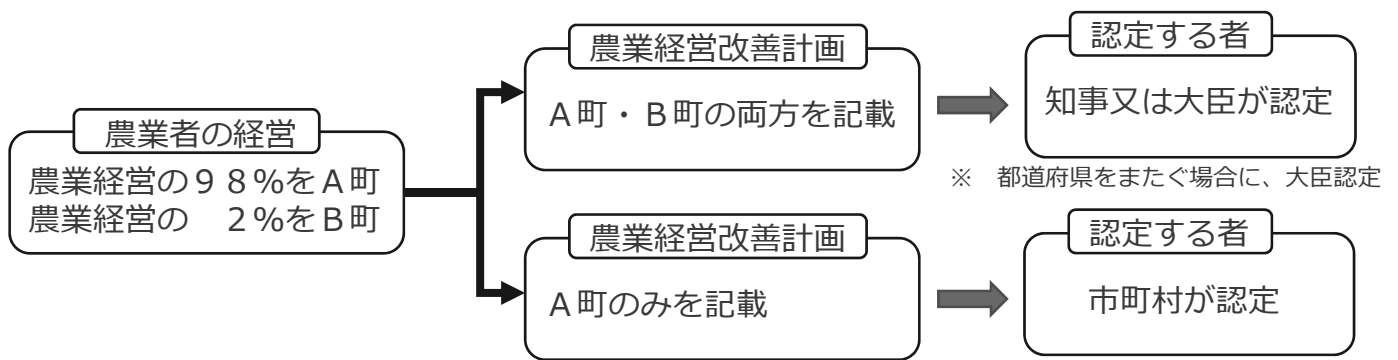 農業者の経営
農業経営の９８%をＡ町
農業経営の　２%をＢ町
農業経営改善計画
Ａ町・Ｂ町の両方を記載
認定する者
知事又は大臣が認定
※　都道府県をまたぐ場合に、大臣認定
農業経営改善計画
Ａ町のみを記載
認定する者
市町村が認定